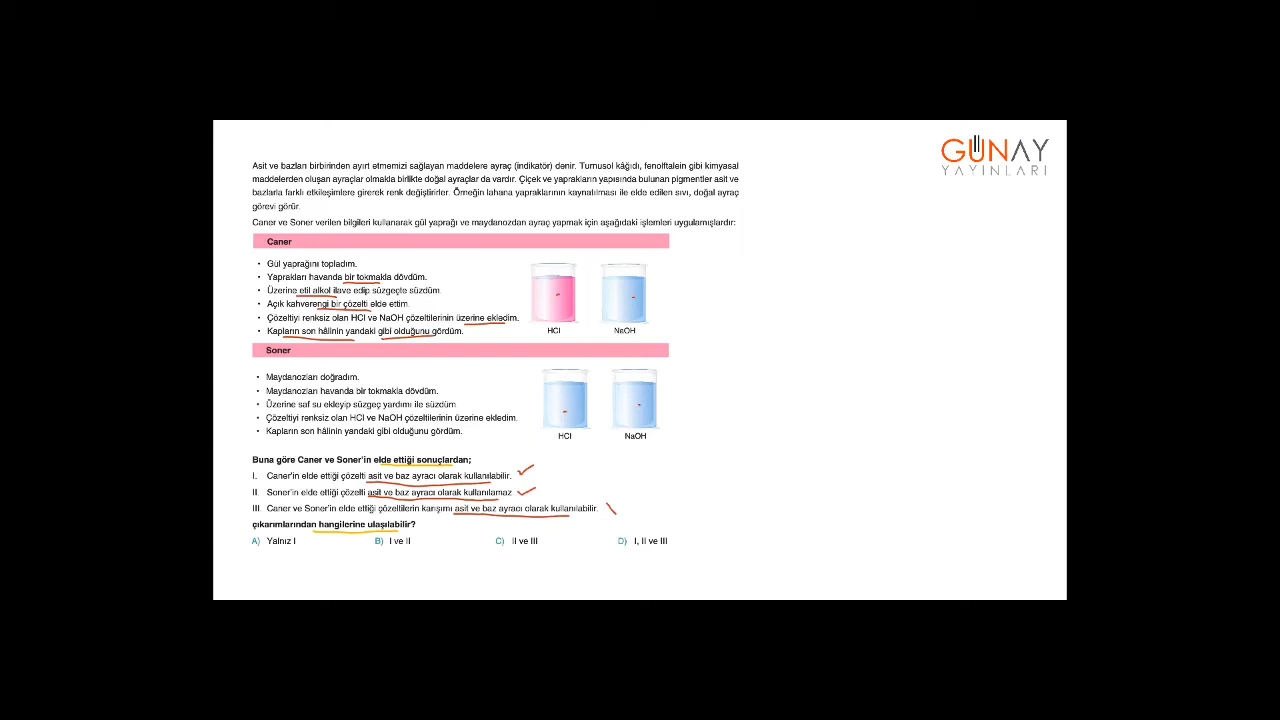 GÜNAY
YAYINLARI
Asit ve bazları birbirinden ayırt etmemizi sağlayan maddelere ayraç (indikatör) denir. Turnusol kâğıdı, fenolftalein gibi kimyasal
maddelerden oluşan ayraçlar olmakla birlikte doğal ayraçlar da vardır. Çiçek ve yaprakların yapısında bulunan pigmentler asit ve
bazlarla farklı etkileşimlere girerek renk değiştirirler. Örneğin lahana yapraklarının kaynatılması ile elde edilen sıvı, doğal ayraç
görevi görür.
Caner ve Soner verilen bilgileri kullanarak gül yaprağı ve maydanozdan ayraç yapmak için aşağıdaki işlemleri uygulamışlardır:
Caner
• Gül yaprağını topladım.
• Yaprakları havanda bir tokmakla dövdüm.
• Üzerine etil alkol ilave edip süzgeçte süzdüm.
• Açık kahverengi bir çözelti elde ettim.
• Çözeltiyi renksiz olan HCl ve NaOH çözeltilerinin üzerine ekledim.
• Kapların son hâlinin yandaki gibi olduğunu gördüm.
HCl NaOH
Soner
• Maydanozları doğradım.
• Maydanozları havanda bir tokmakla dövdüm.
• Üzerine saf su ekleyip süzgeç yardımı ile süzdüm
• Çözeltiyi renksiz olan HCl ve NaOH çözeltilerinin üzerine ekledim.
• Kapların son hâlinin yandaki gibi olduğunu gördüm.
HCl NaOH
Buna göre Caner ve Soner'in elde ettiği sonuçlardan;
I. Caner'in elde ettiği çözelti asit ve baz ayracı olarak kullanılabilir.
II. Soner'in elde ettiği çözelti asit ve baz ayracı olarak kullanılamaz
III. Caner ve Soner'in elde ettiği çözeltilerin karışımı asit ve baz ayracı olarak kullanılabilir.
çıkarımlarından hangilerine ulaşılabilir?
A) Yalnız I B) I ve II C) II ve III D) I, II ve III